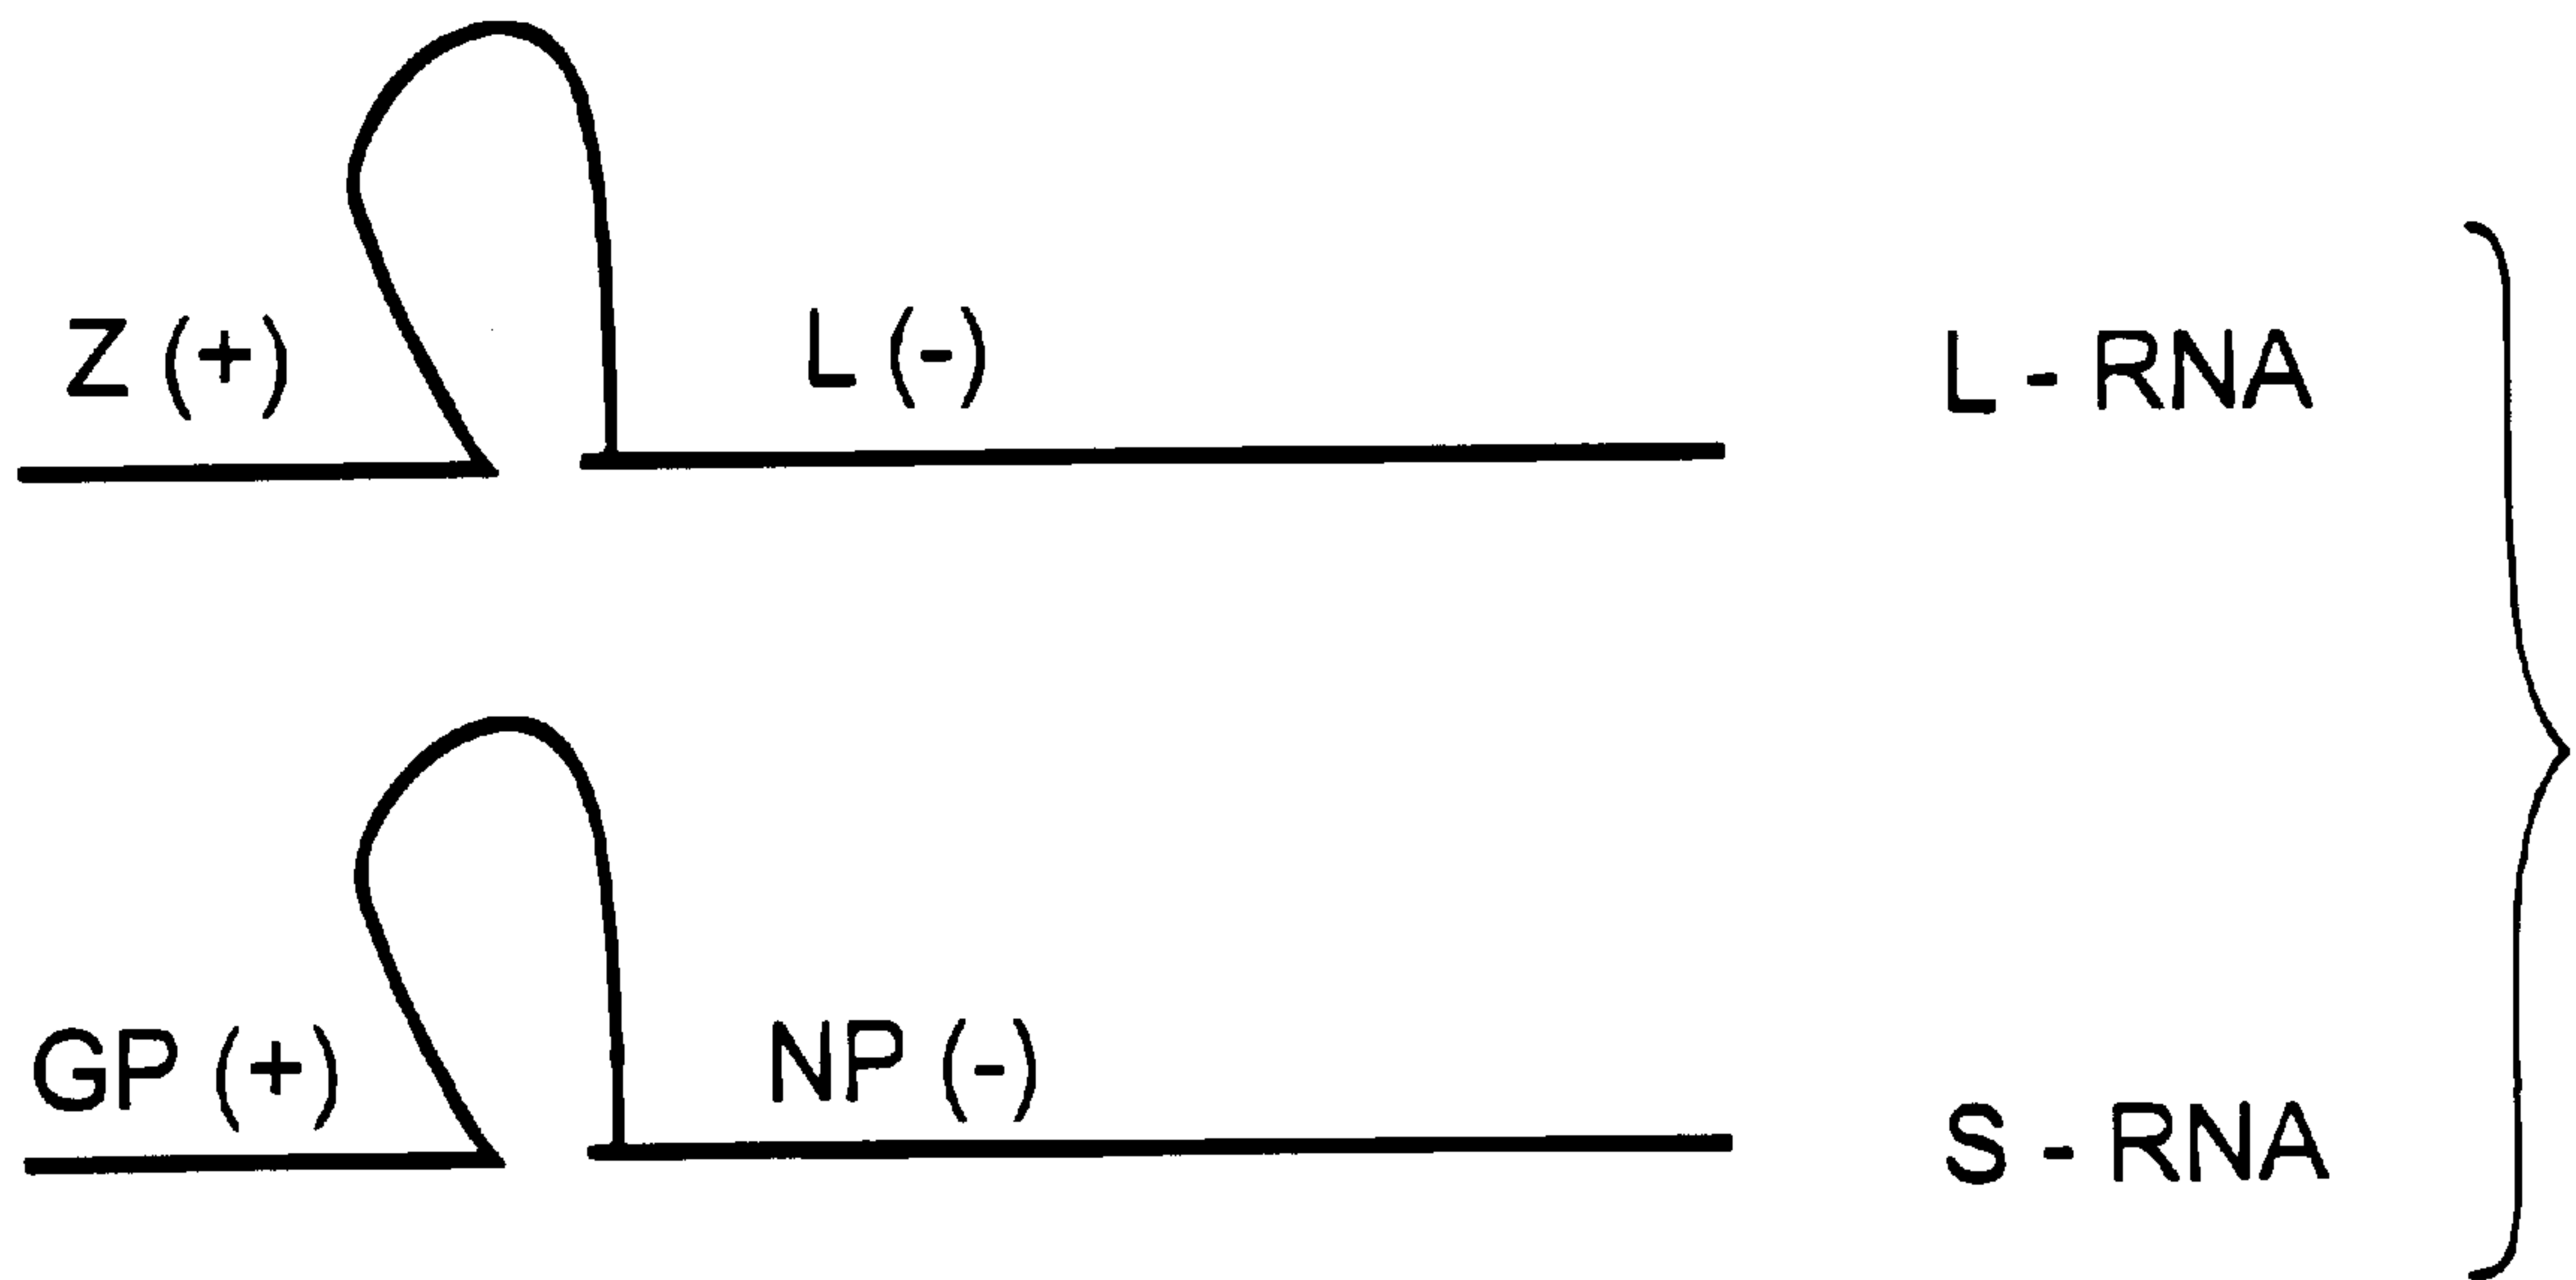 Z (+) L (-) L - RNA
GP (+) NP (-) S - RNA